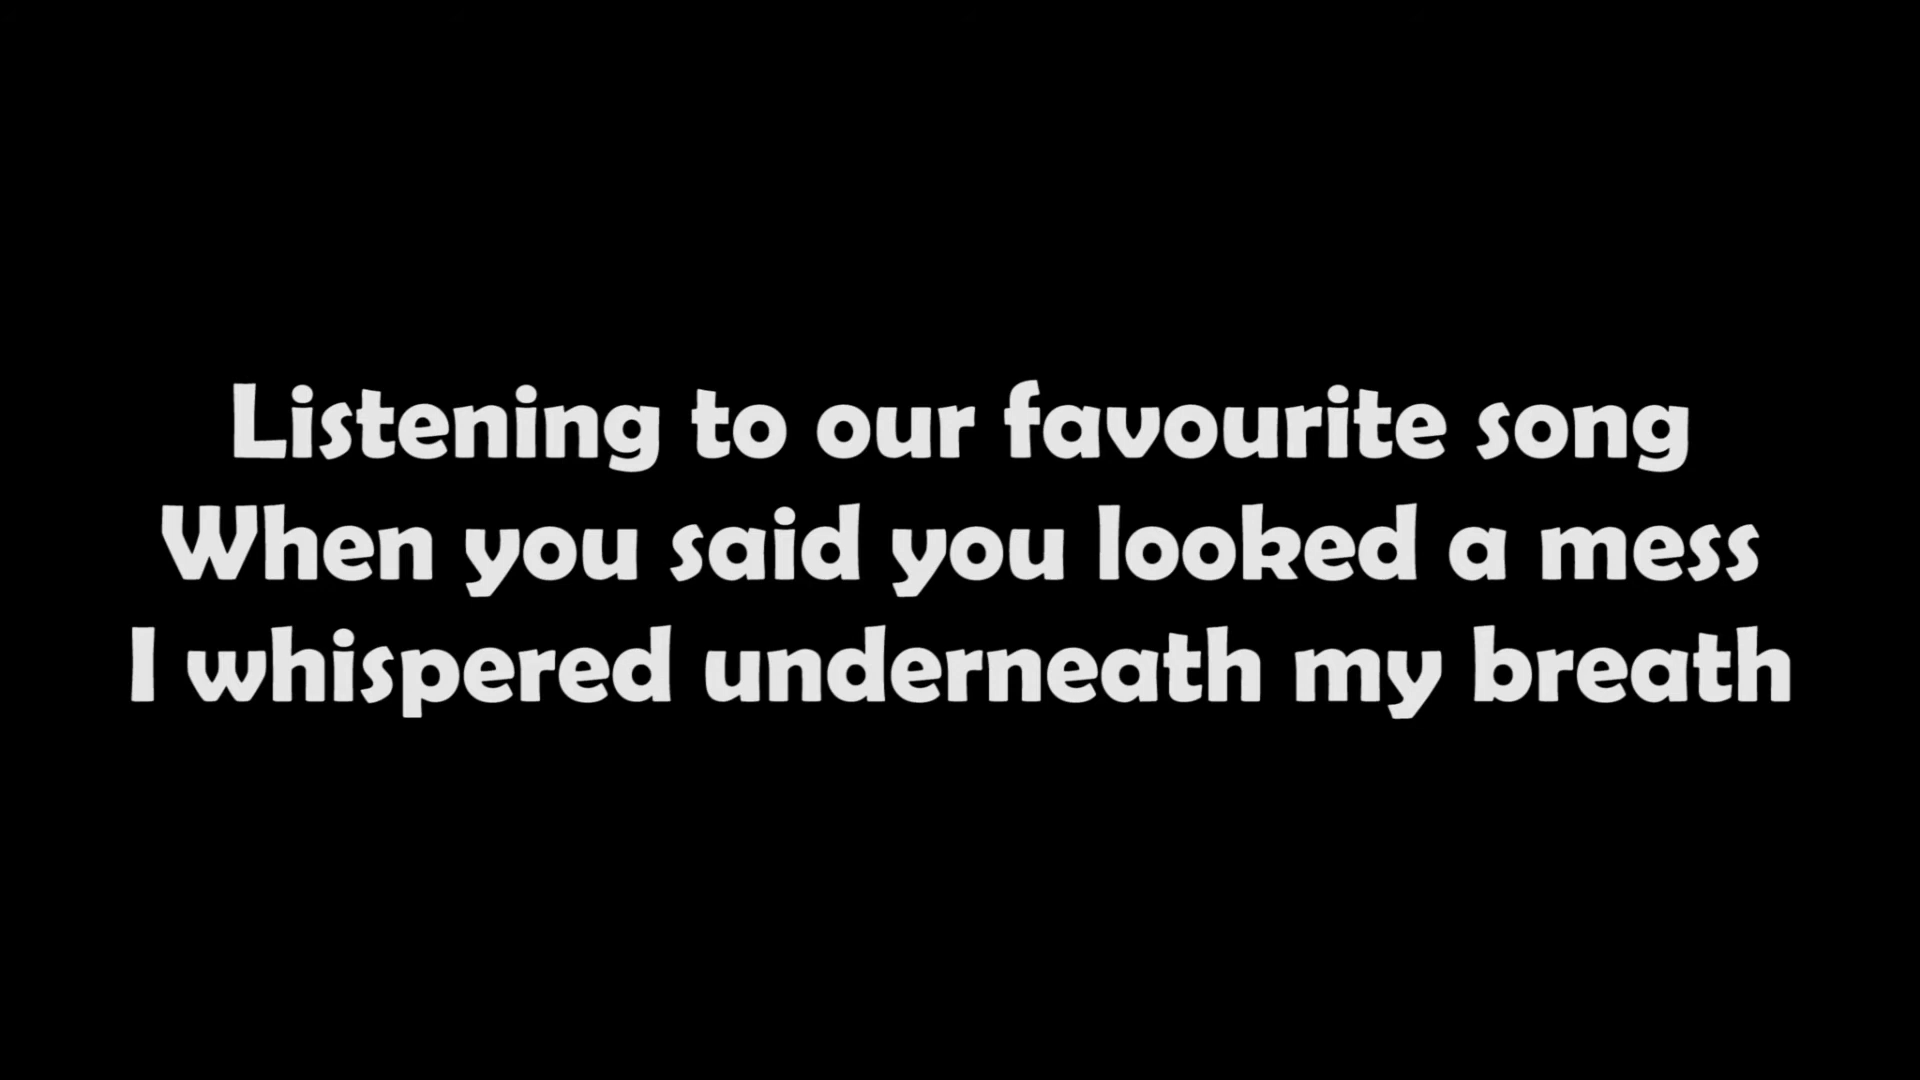 Listening to our favourite song
When you said you looked a mess
I whispered underneath my breath